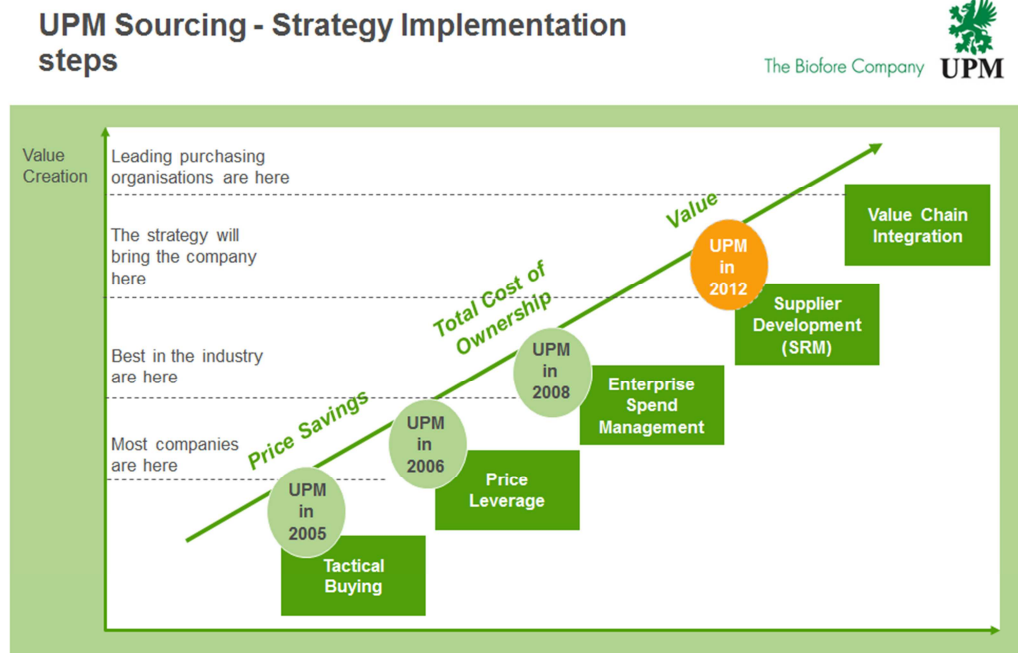 UPM Sourcing - Strategy Implementation
steps
The Biofore Company
UPM
Value
Creation
Leading purchasing
organisations are here
The strategy will
bring the company
here
Best in the industry
are here
Most companies
are here
Price Savings
Total Cost of
Ownership
Value
UPM
in
2005
UPM
in
2006
UPM
in
2008
UPM
in
2012
Tactical
Buying
Price
Leverage
Enterprise
Spend
Management
Supplier
Development
(SRM)
Value Chain
Integration